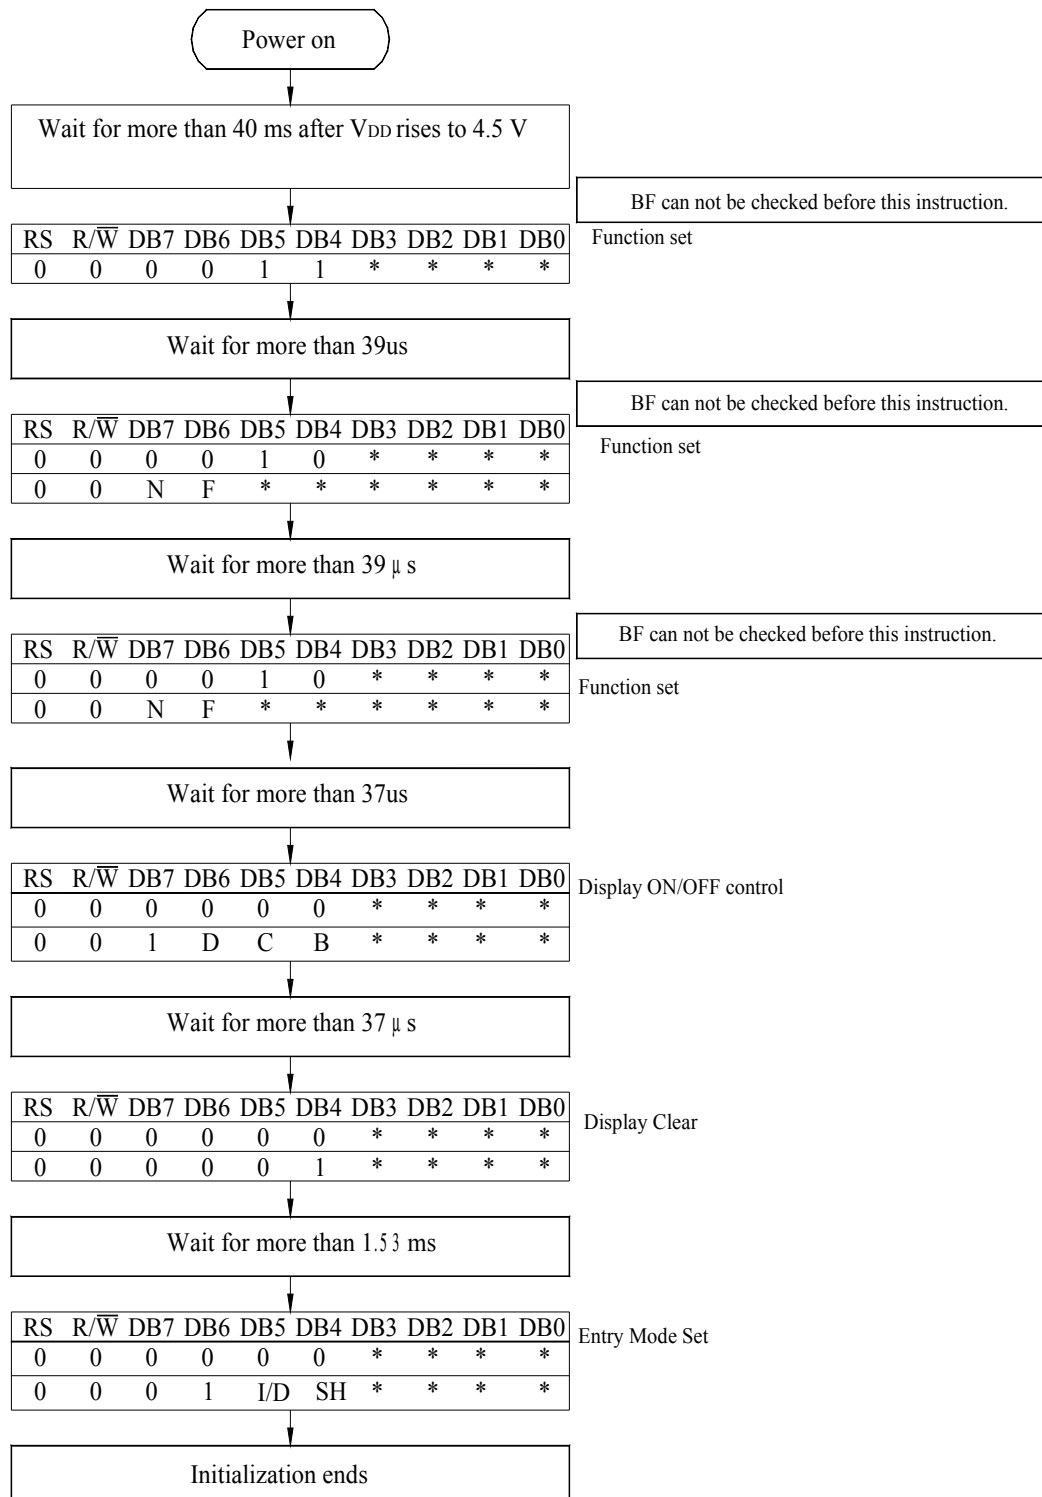 Power on
Wait for more than 40 ms after VDD rises to 4.5 V
BF can not be checked before this instruction.
RS R/W̅ DB7 DB6 DB5 DB4 DB3 DB2 DB1 DB0
Function set
0 0 0 0 1 1 * * * *
Wait for more than 39us
BF can not be checked before this instruction.
RS R/W̅ DB7 DB6 DB5 DB4 DB3 DB2 DB1 DB0
Function set
0 0 0 0 1 0 * * * *
0 0 N F * * * * * *
Wait for more than 39 μ s
BF can not be checked before this instruction.
RS R/W̅ DB7 DB6 DB5 DB4 DB3 DB2 DB1 DB0
0 0 0 0 1 0 * * * *
Function set
0 0 N F * * * * * *
Wait for more than 37us
RS R/W̅ DB7 DB6 DB5 DB4 DB3 DB2 DB1 DB0
Display ON/OFF control
0 0 0 0 0 0 * * * *
0 0 1 D C B * * * *
Wait for more than 37 μ s
RS R/W̅ DB7 DB6 DB5 DB4 DB3 DB2 DB1 DB0
Display Clear
0 0 0 0 0 0 * * * *
0 0 0 0 0 1 * * * *
Wait for more than 1.53 ms
RS R/W̅ DB7 DB6 DB5 DB4 DB3 DB2 DB1 DB0
Entry Mode Set
0 0 0 0 0 0 * * * *
0 0 0 1 I/D SH * * * *
Initialization ends